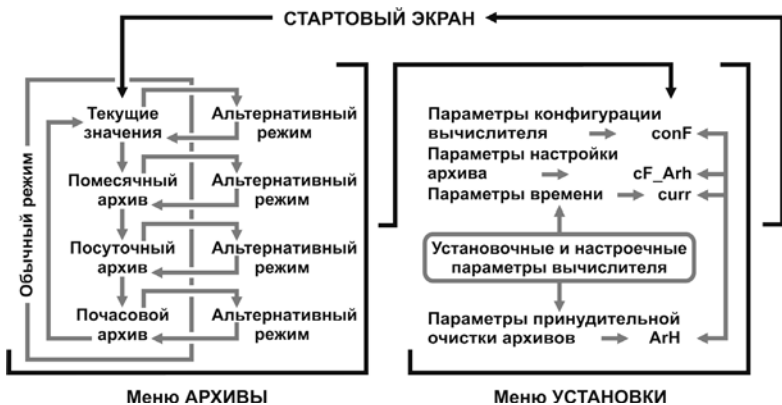 СТАРТОВЫЙ ЭКРАН
Обычный режим
Текущие
значения
Альтернативный
режим
Помесячный
архив
Альтернативный
режим
Посуточный
архив
Альтернативный
режим
Почасовой
архив
Альтернативный
режим
Меню АРХИВЫ
Параметры конфигурации
вычислителя conF
Параметры настройки
архива cF_Arh
Параметры времени curr
Установочные и настроечные
параметры вычислителя
Параметры принудительной
очистки архивов ArH
Меню УСТАНОВКИ